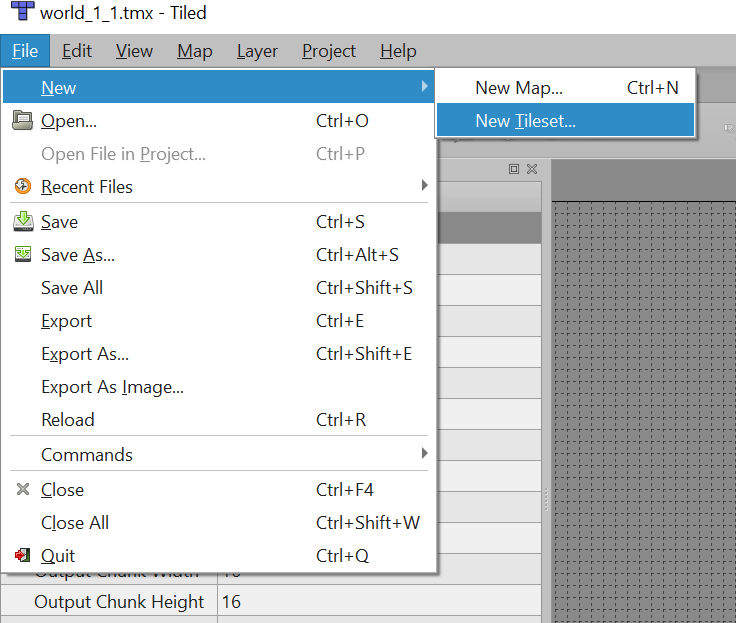 world_1_1.tmx - Tiled
File Edit View Map Layer Project Help
New
New Map... Ctrl+N
Open... Ctrl+O
New Tileset...
Open File in Project... Ctrl+P
Recent Files
Save Ctrl+S
Save As... Ctrl+Alt+S
Save All Ctrl+Shift+S
Export Ctrl+E
Export As... Ctrl+Shift+E
Export As Image...
Reload Ctrl+R
Commands
Close Ctrl+F4
Close All Ctrl+Shift+W
Quit Ctrl+Q
Output Chunk Width 16
Output Chunk Height 16